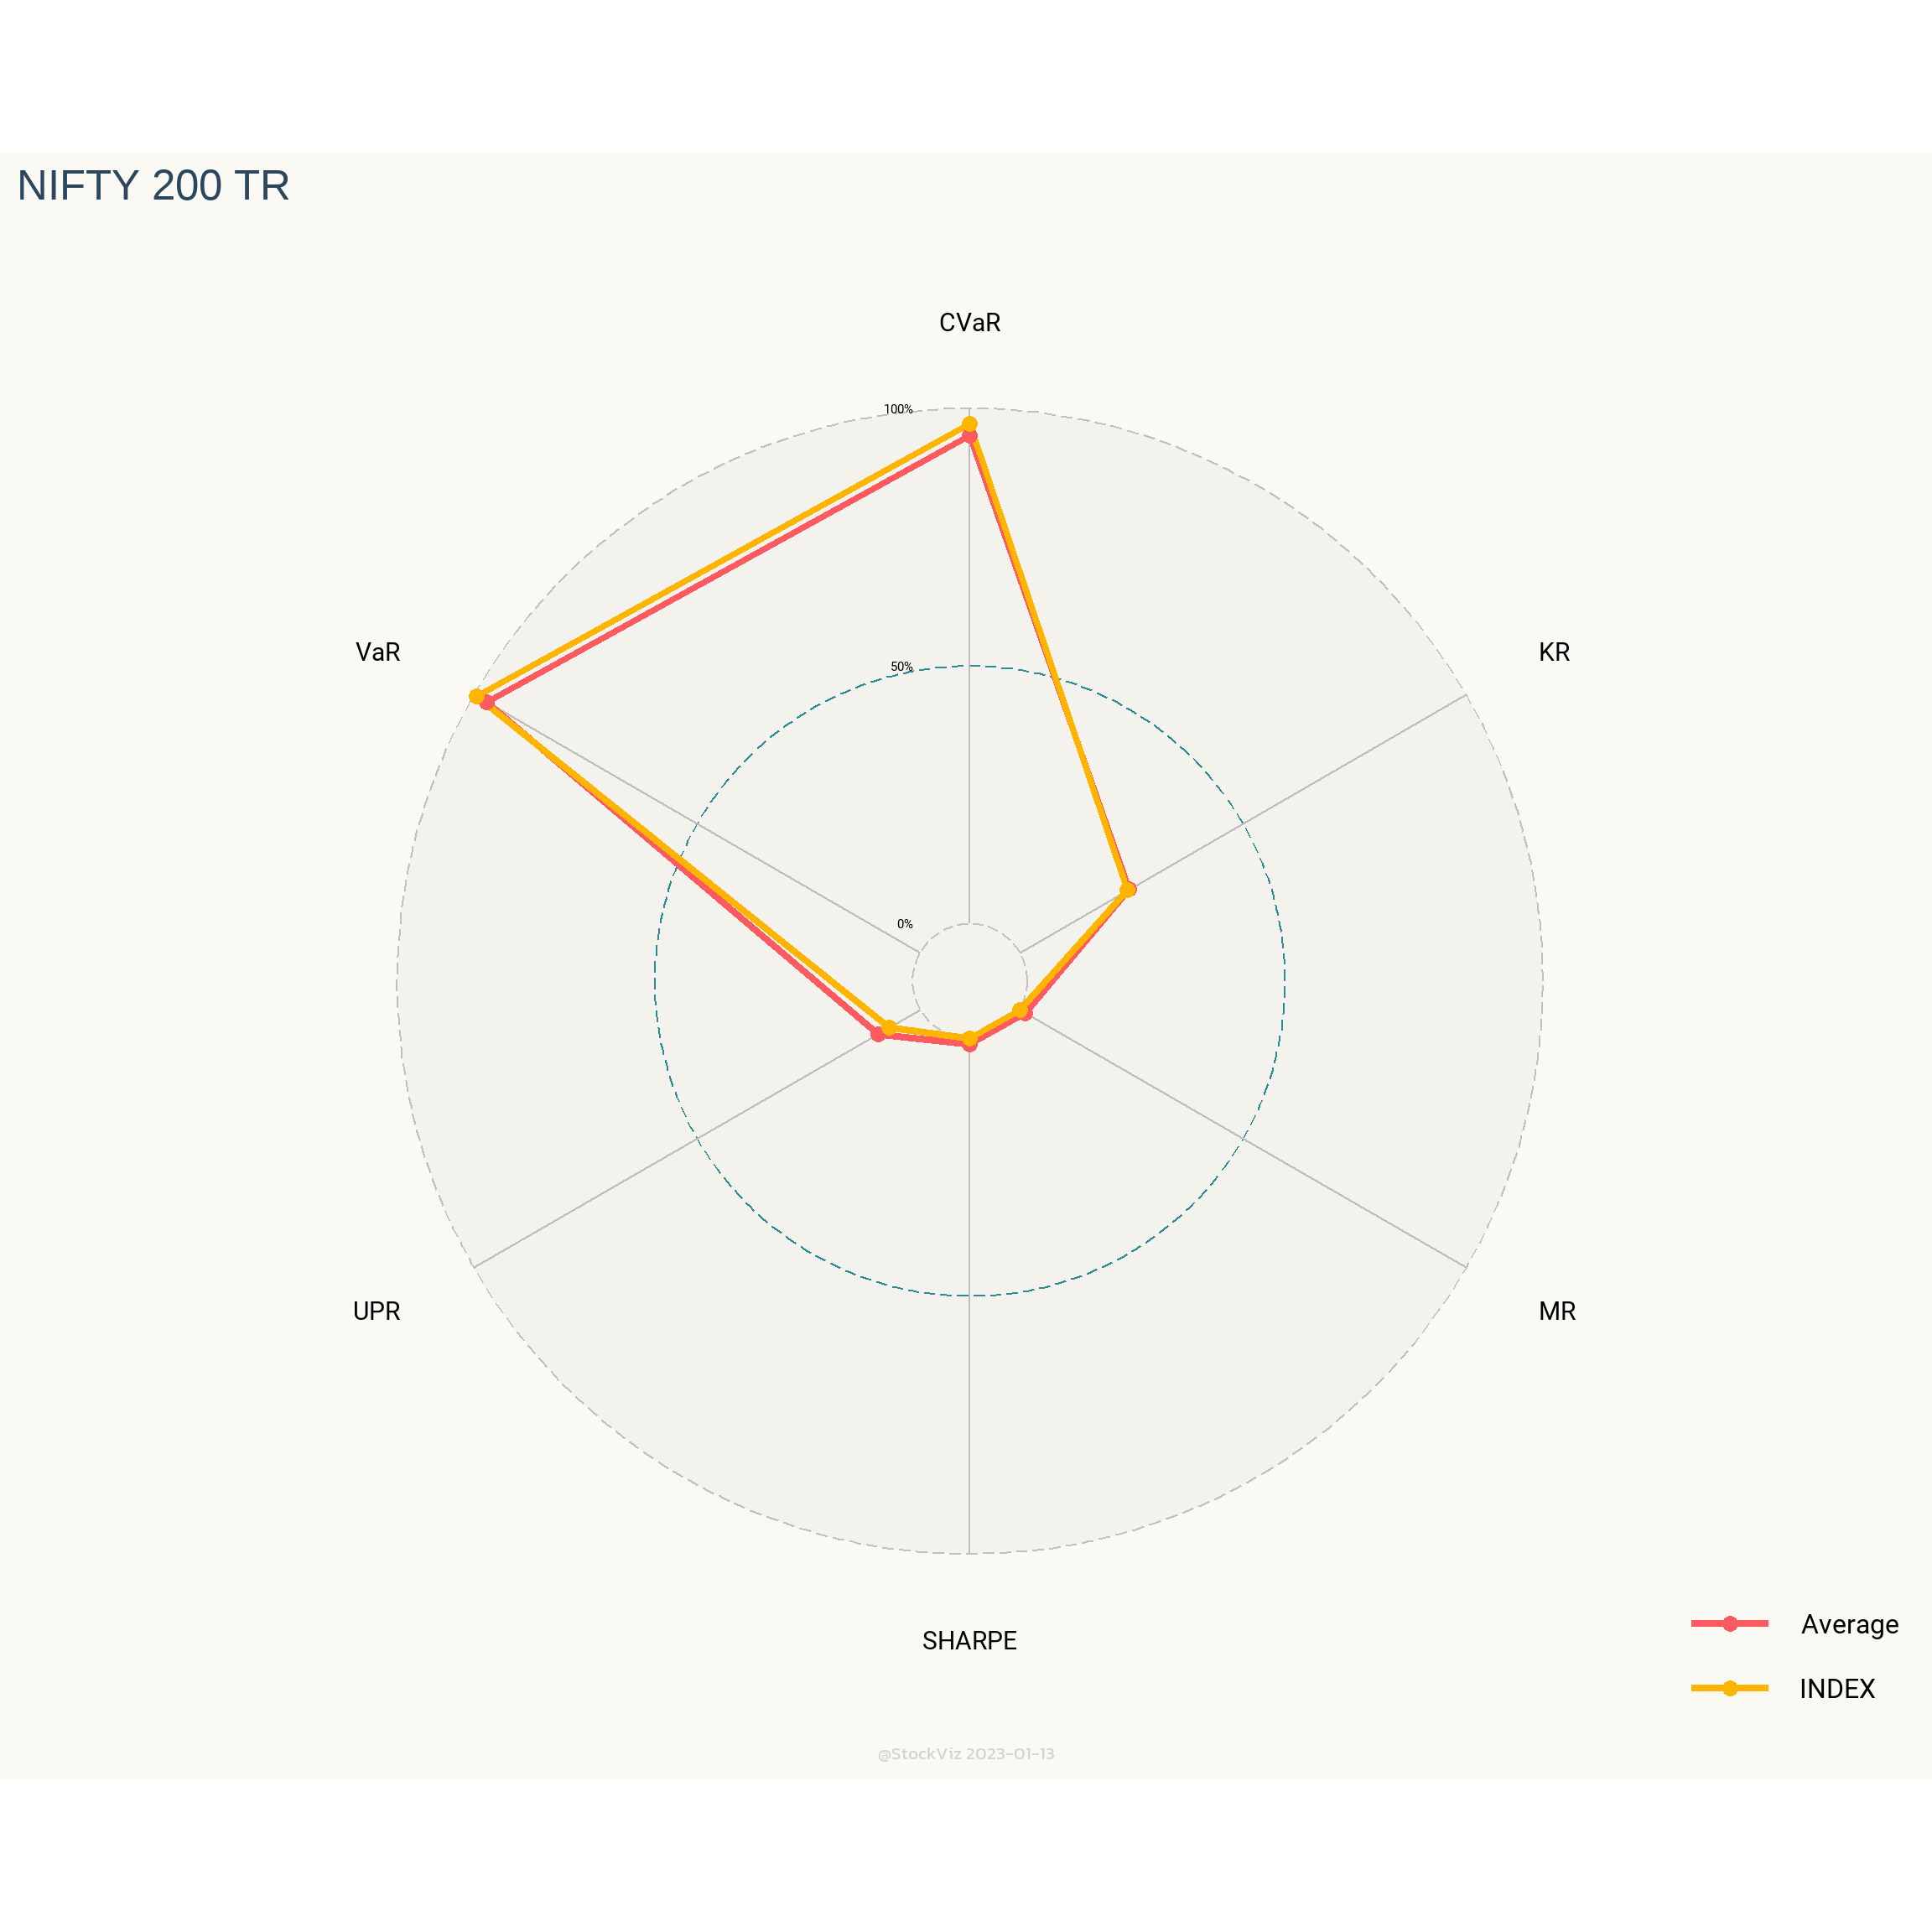 NIFTY 200 TR
CVaR
100%
VaR
KR
50%
0%
UPR
MR
SHARPE
Average
INDEX
@StockViz 2023-01-13